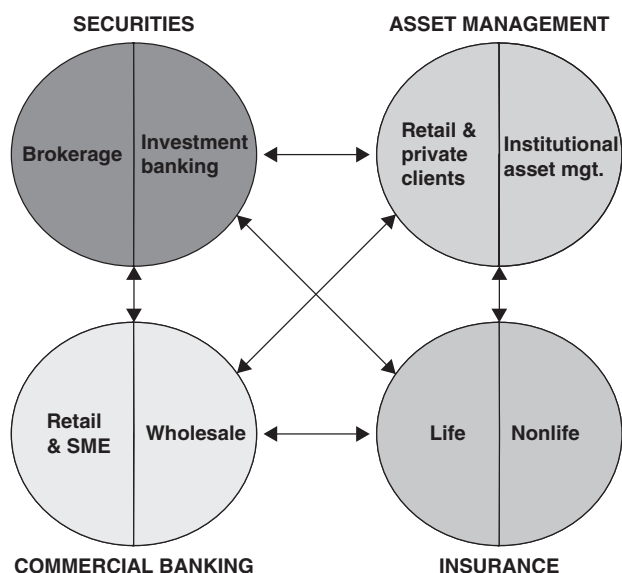 SECURITIES
ASSET MANAGEMENT
Brokerage
Investment
banking
Retail &
private
clients
Institutional
asset mgt.
Retail
& SME
Wholesale
Life
Nonlife
COMMERCIAL BANKING
INSURANCE